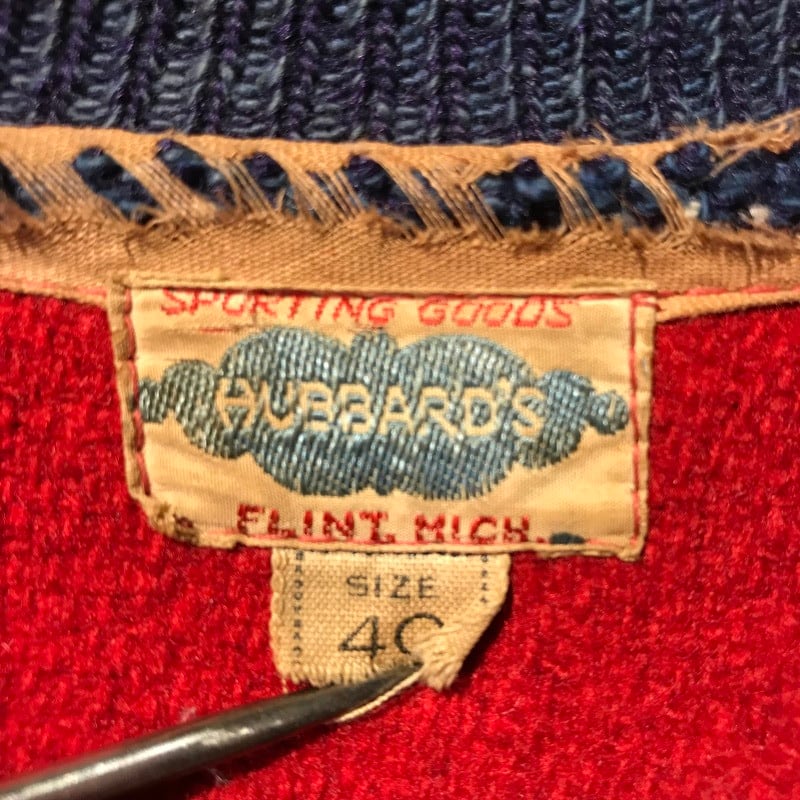 SPORTING GOODS
HUBBARD'S
FLINT, MICH.
SIZE
40